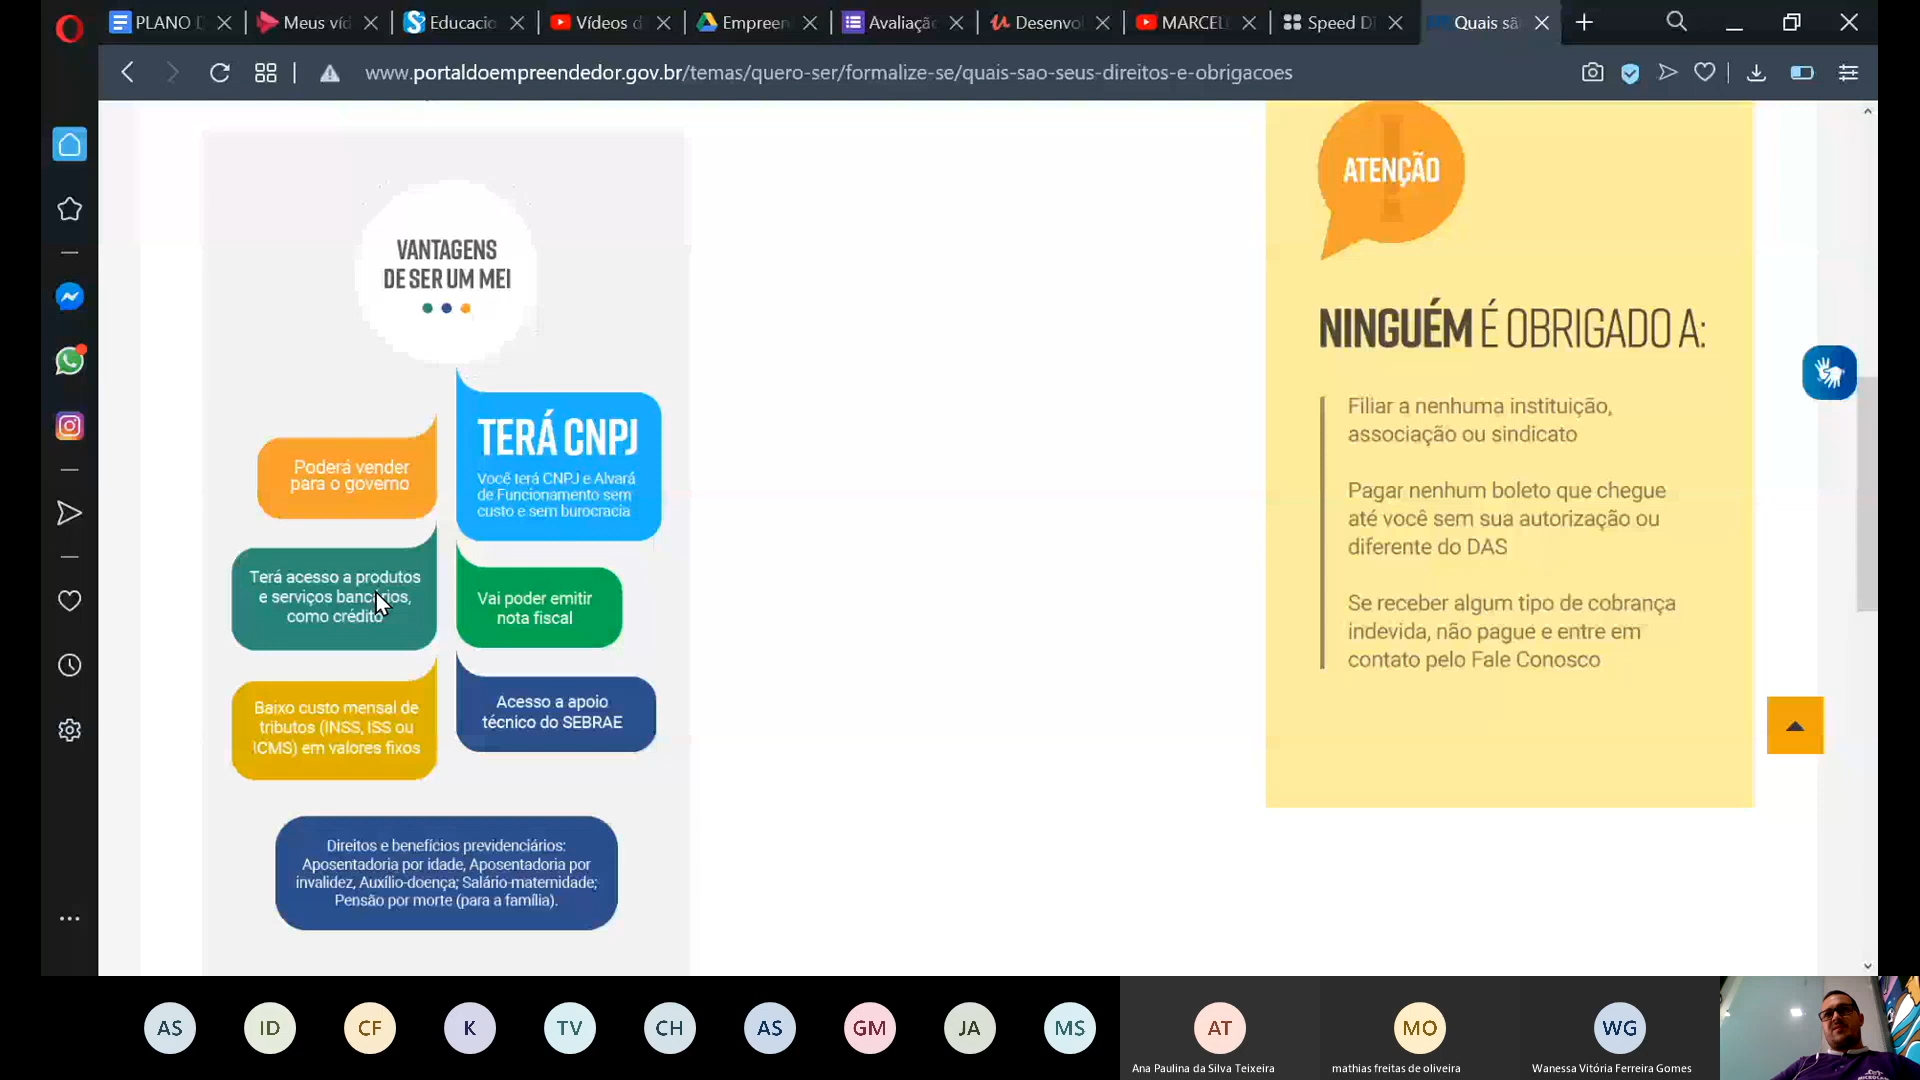 PLANO D
Meus víd
Educacio
Vídeos d
Empreen
Avaliaçã
Desenvol
MARCEL
Speed D
Quais sã
www.portaldoempreendedor.gov.br/temas/quero-ser/formalize-se/quais-sao-seus-direitos-e-obrigacoes
VANTAGENS
DE SER UM MEI
TERÁ CNPJ
Você terá CNPJ e Alvará
de Funcionamento sem
custo e sem burocracia
Poderá vender
para o governo
Terá acesso a produtos
e serviços bancários,
como crédito
Vai poder emitir
nota fiscal
Baixo custo mensal de
tributos (INSS, ISS ou
ICMS) em valores fixos
Acesso a apoio
técnico do SEBRAE
Direitos e benefícios previdenciários:
Aposentadoria por idade, Aposentadoria por
invalidez, Auxílio-doença; Salário-maternidade;
Pensão por morte (para a família).
ATENÇÃO
NINGUÉM É OBRIGADO A:
Filiar a nenhuma instituição,
associação ou sindicato
Pagar nenhum boleto que chegue
até você sem sua autorização ou
diferente do DAS
Se receber algum tipo de cobrança
indevida, não pague e entre em
contato pelo Fale Conosco
AS
ID
CF
K
TV
CH
AS
GM
JA
MS
AT
MO
WG
Ana Paulina da Silva Teixeira
mathias freitas de oliveira
Wanessa Vitória Ferreira Gomes